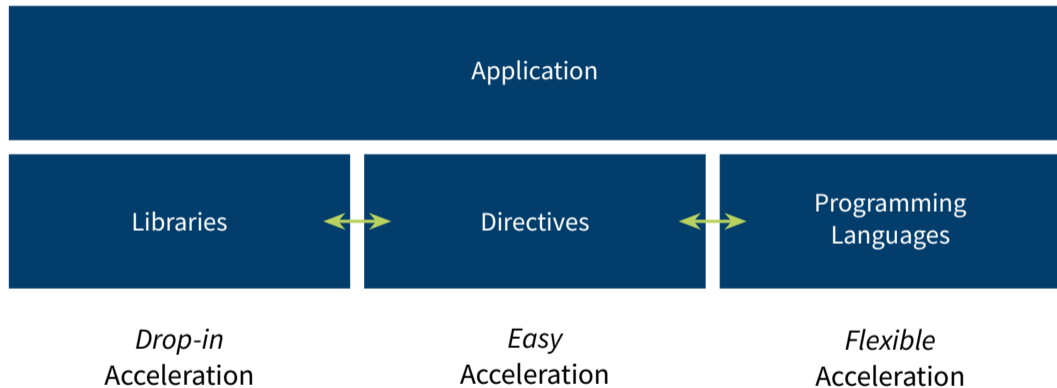 Application
Libraries
Directives
Programming
Languages
Drop-in
Acceleration
Easy
Acceleration
Flexible
Acceleration